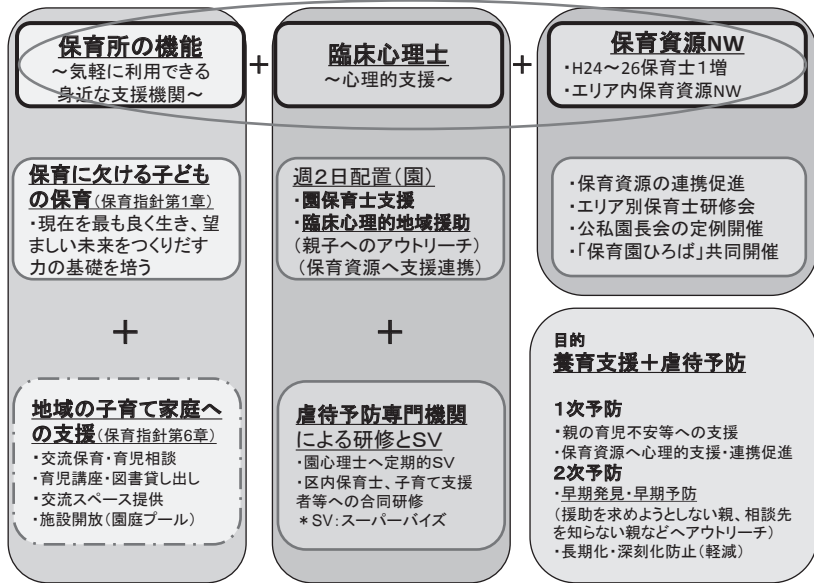 保育所の機能
～気軽に利用できる
身近な支援機関～
+
臨床心理士
～心理的支援～
+
保育資源NW
・H24～26保育士1増
・エリア内保育資源NW
保育に欠ける子ども
の保育(保育指針第1章)
・現在を最も良く生き、望
ましい未来をつくりだす
力の基礎を培う
+
地域の子育て家庭へ
の支援(保育指針第6章)
・交流保育・育児相談
・育児講座・図書貸し出し
・交流スペース提供
・施設開放(園庭プール)
週2日配置(園)
・園保育士支援
・臨床心理的地域援助
(親子へのアウトリーチ)
(保育資源へ支援連携)
+
虐待予防専門機関
による研修とSV
・園心理士へ定期的SV
・区内保育士、子育て支援
者等への合同研修
＊SV:スーパーバイズ
・保育資源の連携促進
・エリア別保育士研修会
・公私園長会の定例開催
・「保育園ひろば」共同開催
目的
養育支援＋虐待予防
1次予防
・親の育児不安等への支援
・保育資源へ心理的支援・連携促進
2次予防
・早期発見・早期予防
(援助を求めようとしない親、相談先
を知らない親などへアウトリーチ)
・長期化・深刻化防止(軽減)